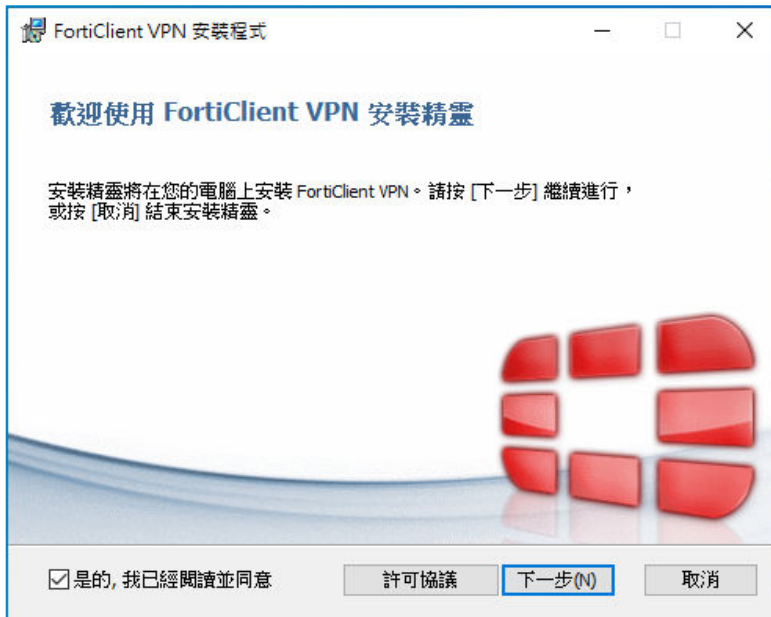 FortiClient VPN 安裝程式
歡迎使用 FortiClient VPN 安裝精靈
安裝精靈將在您的電腦上安裝 FortiClient VPN。請按 [下一步] 繼續進行，
或按 [取消] 結束安裝精靈。
是的, 我已經閱讀並同意
許可協議
下一步(N)
取消